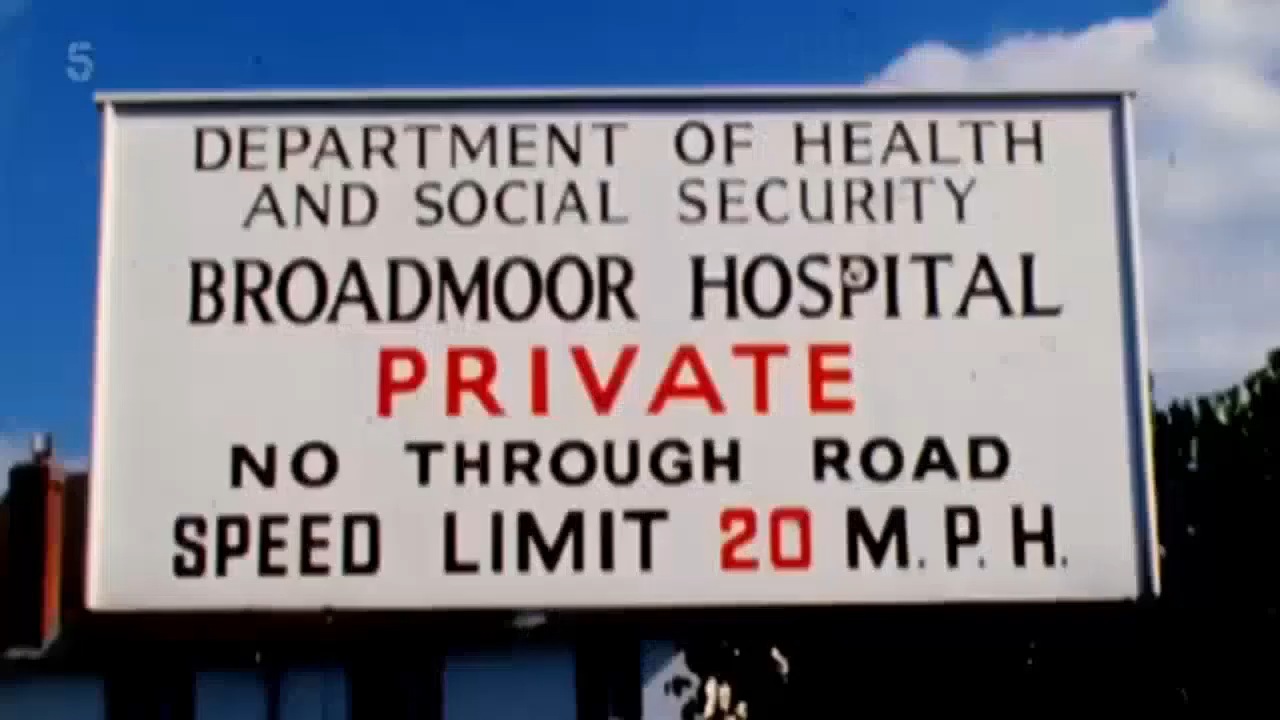 5
DEPARTMENT OF HEALTH
AND SOCIAL SECURITY
BROADMOOR HOSPITAL
PRIVATE
NO THROUGH ROAD
SPEED LIMIT 20 M.P.H.